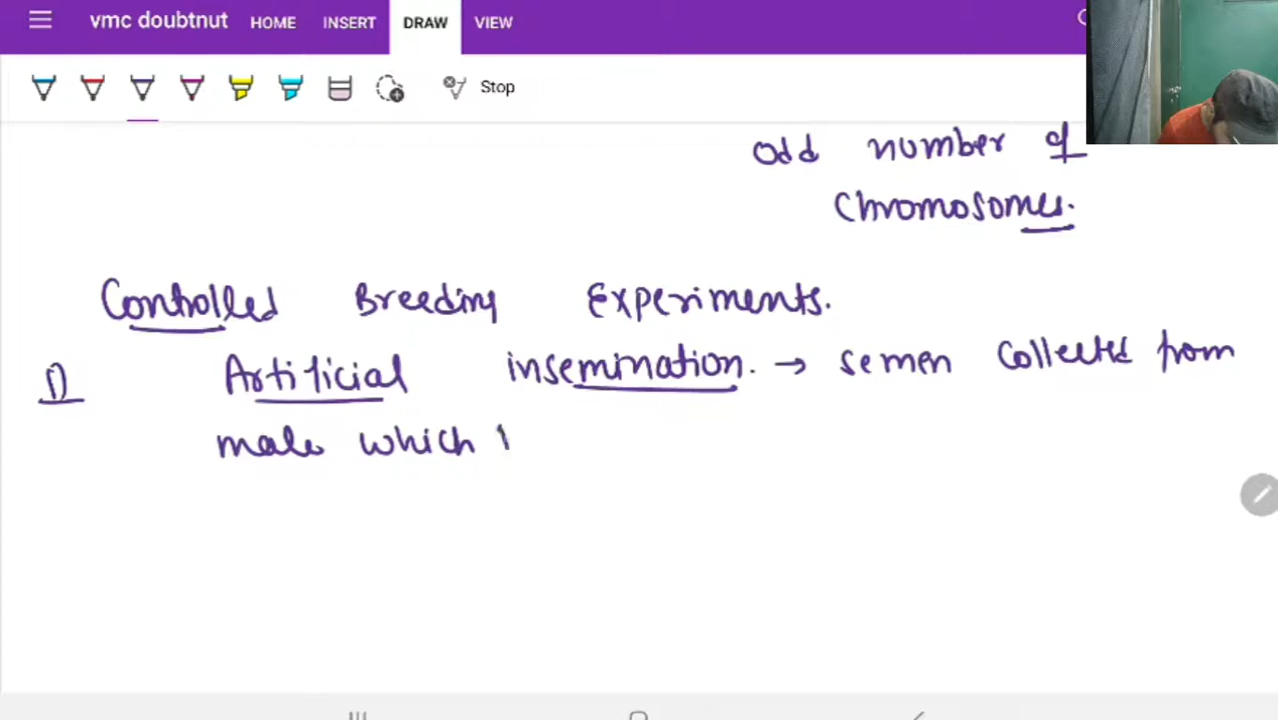 vmc doubtnut HOME INSERT DRAW VIEW
Stop
odd number of
Chromosomes.
Controlled Breeding Experiments.
1) Artificial insemination. → semen collected from
male which